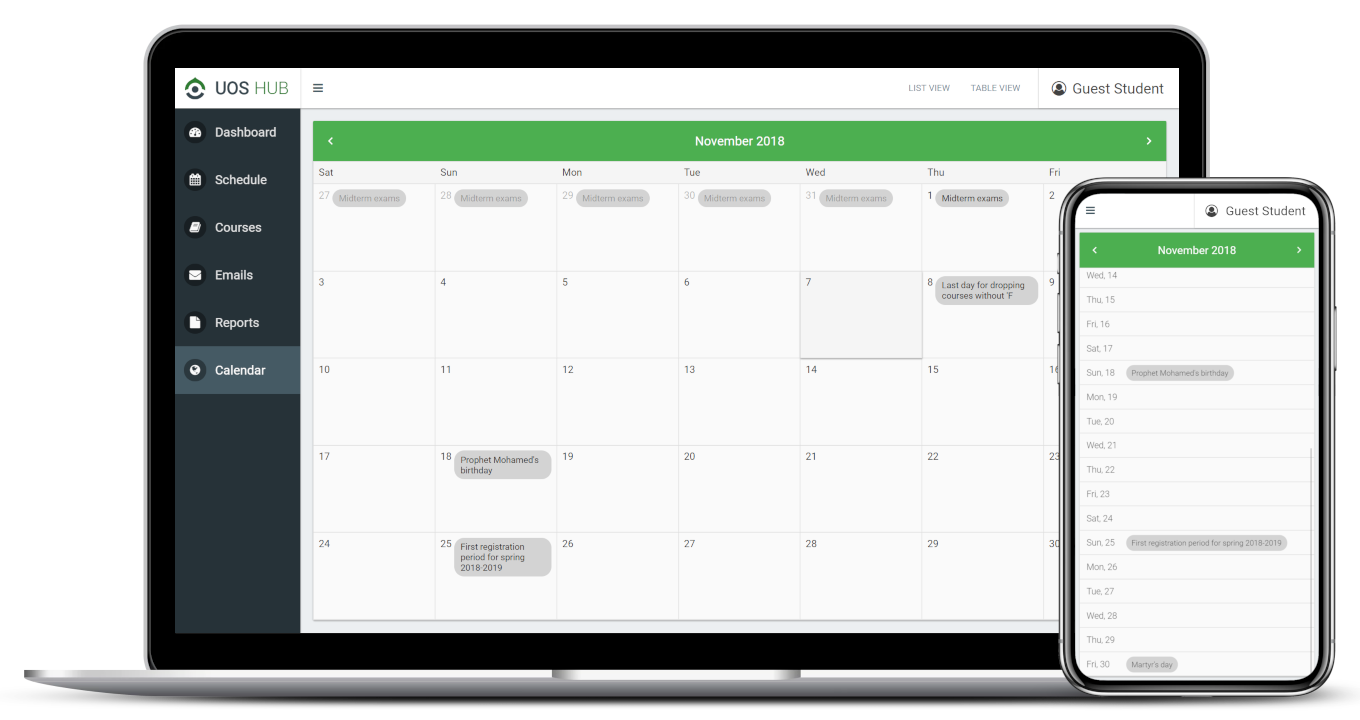 UOS HUB
LIST VIEW TABLE VIEW Guest Student
Dashboard
Schedule
Courses
Emails
Reports
Calendar
November 2018
Sat Sun Mon Tue Wed Thu Fri
27 Midterm exams 28 Midterm exams 29 Midterm exams 30 Midterm exams 31 Midterm exams 1 Midterm exams 2
3 4 5 6 7 8 Last day for dropping
courses without 'F 9
10 11 12 13 14 15 16
17 18 Prophet Mohamed's
birthday 19 20 21 22 23
24 25 First registration
period for spring
2018-2019 26 27 28 29 30
Guest Student
November 2018
Wed, 14
Thu, 15
Fri, 16
Sat, 17
Sun, 18 Prophet Mohamed's birthday
Mon, 19
Tue, 20
Wed, 21
Thu, 22
Fri, 23
Sat, 24
Sun, 25 First registration period for spring 2018-2019
Mon, 26
Tue, 27
Wed, 28
Thu, 29
Fri, 30 Martyr's day